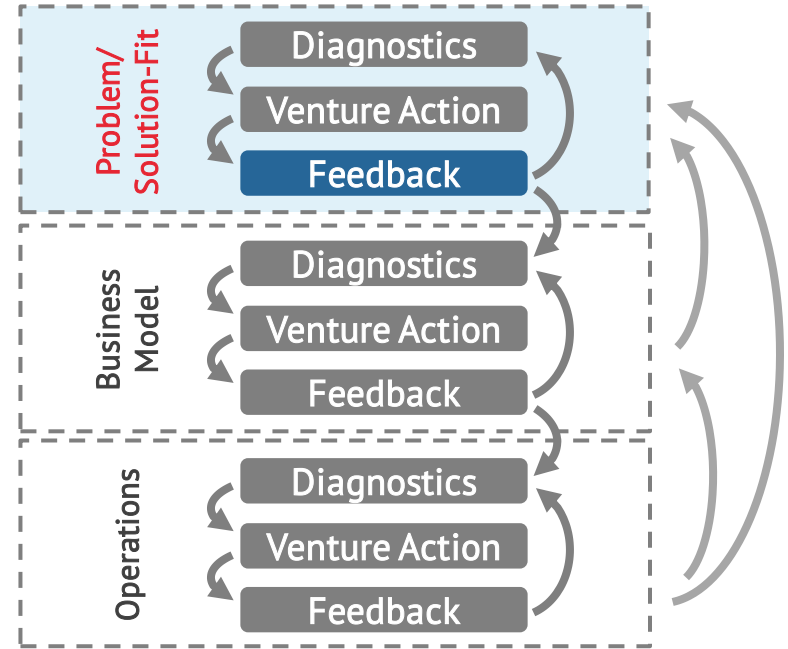 Problem/
Solution-Fit
Diagnostics
Venture Action
Feedback
Business
Model
Diagnostics
Venture Action
Feedback
Operations
Diagnostics
Venture Action
Feedback